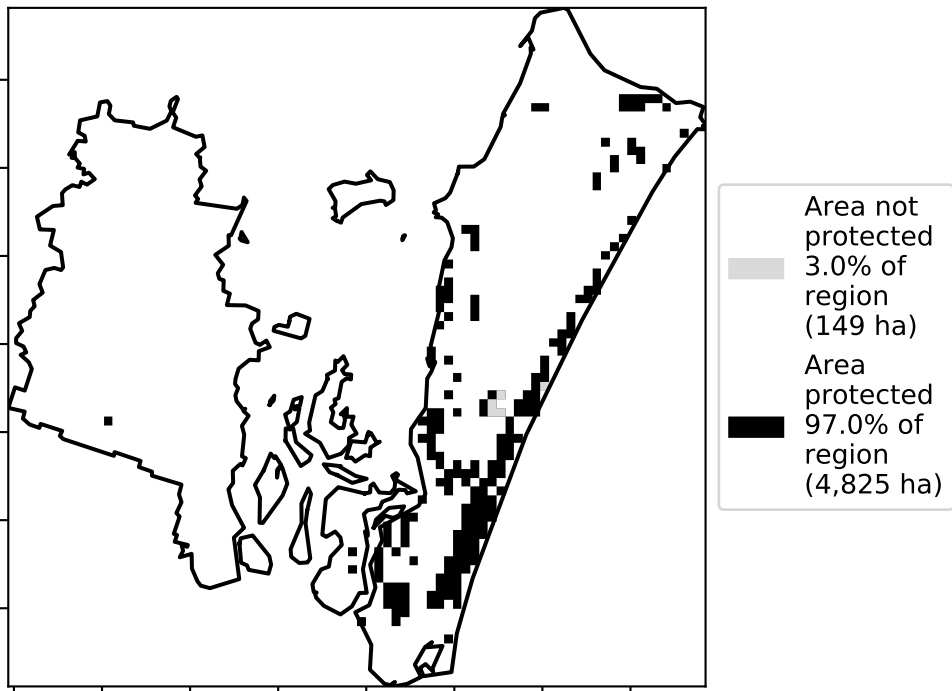 Area not
protected
3.0% of
region
(149 ha)
Area
protected
97.0% of
region
(4,825 ha)